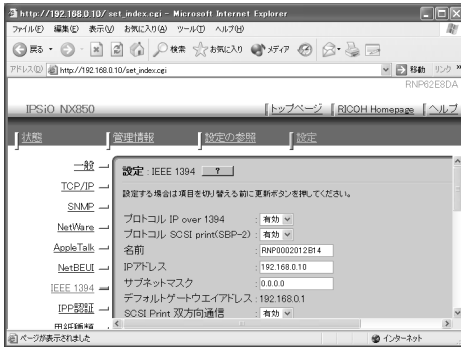 http://192.168.0.10/set_index.cgi - Microsoft Internet Explorer
ファイル(F) 編集(E) 表示(V) お気に入り(A) ツール(T) ヘルプ(H)
戻る 検索 お気に入り メディア
アドレス(D) http://192.168.0.10/set_index.cgi 移動 リンク »
RNP62E8DA
IPSiO NX850 トップページ RICOH Homepage ヘルプ
状態 管理情報 設定の参照 設定
一般
TCP/IP
SNMP
NetWare
AppleTalk
NetBEUI
IEEE 1394
IPP認証
用紙種類
設定 : IEEE 1394 ?
設定する場合は項目を切り替える前に更新ボタンを押してください。
プロトコル IP over 1394 : 有効
プロトコル SCSI print(SBP-2) : 有効
名前 : RNP0002012B14
IPアドレス : 192.168.0.10
サブネットマスク : 0.0.0.0
デフォルトゲートウエイアドレス : 192.168.0.1
SCSI Print 双方向通信 : 有効
ページが表示されました インターネット